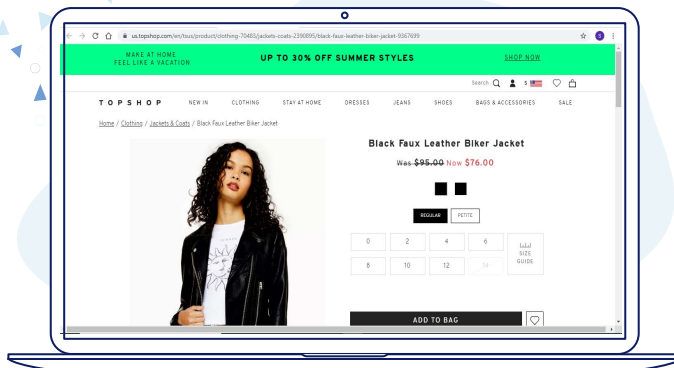 us.topshop.com/en/tsus/product/clothing-70483/jackets-coats-2390895/black-faux-leather-biker-jacket-9367699
S
MAKE AT HOME
FEEL LIKE A VACATION
UP TO 30% OFF SUMMER STYLES
SHOP NOW
Search
$
TOPSHOP NEW IN CLOTHING STAY AT HOME DRESSES JEANS SHOES BAGS & ACCESSORIES SALE
Home / Clothing / Jackets & Coats / Black Faux Leather Biker Jacket
Black Faux Leather Biker Jacket
Was $95.00 Now $76.00
REGULAR PETITE
0 2 4 6
SIZE
GUIDE
8 10 12 14
ADD TO BAG